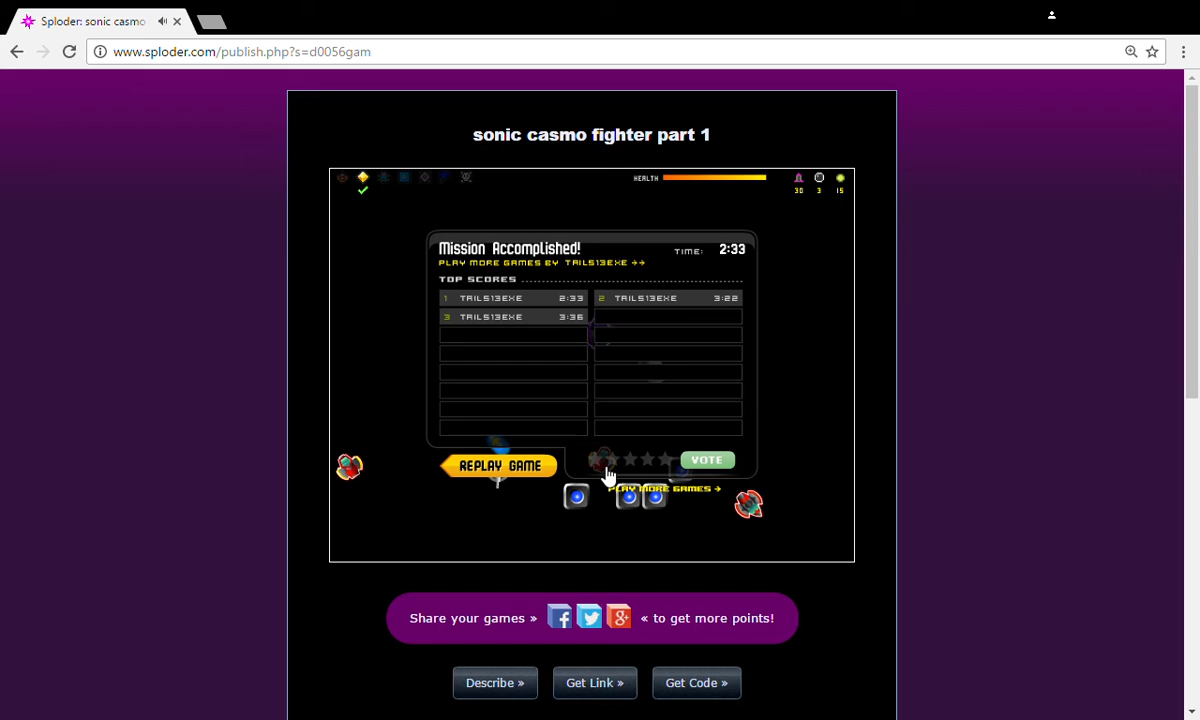 Sploder: sonic casmo
www.sploder.com/publish.php?s=d0056gam
sonic casmo fighter part 1
HEALTH
30 3 15
Mission Accomplished! TIME: 2:33
PLAY MORE GAMES BY TAILS13EXE →→
TOP SCORES
1 TAILS13EXE 2:33 2 TAILS13EXE 3:22
3 TAILS13EXE 3:36
REPLAY GAME VOTE
PLAY MORE GAMES →
Share your games » « to get more points!
Describe » Get Link » Get Code »